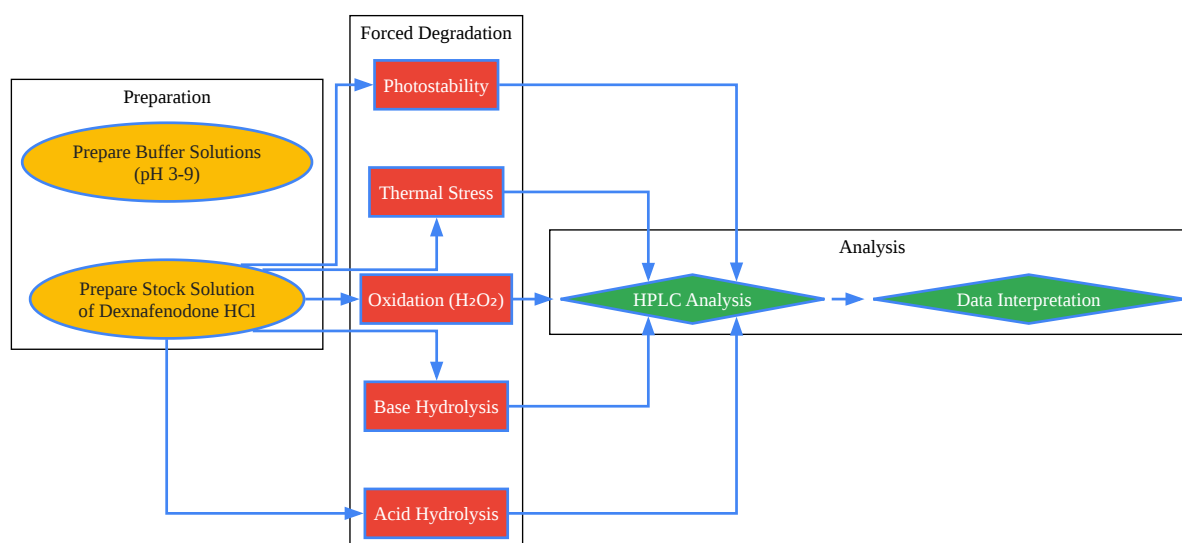 Preparation
Prepare Buffer Solutions
(pH 3-9)
Prepare Stock Solution
of Dexnafenodone HCl
Forced Degradation
Photostability
Thermal Stress
Oxidation (H₂O₂)
Base Hydrolysis
Acid Hydrolysis
Analysis
HPLC Analysis
Data Interpretation